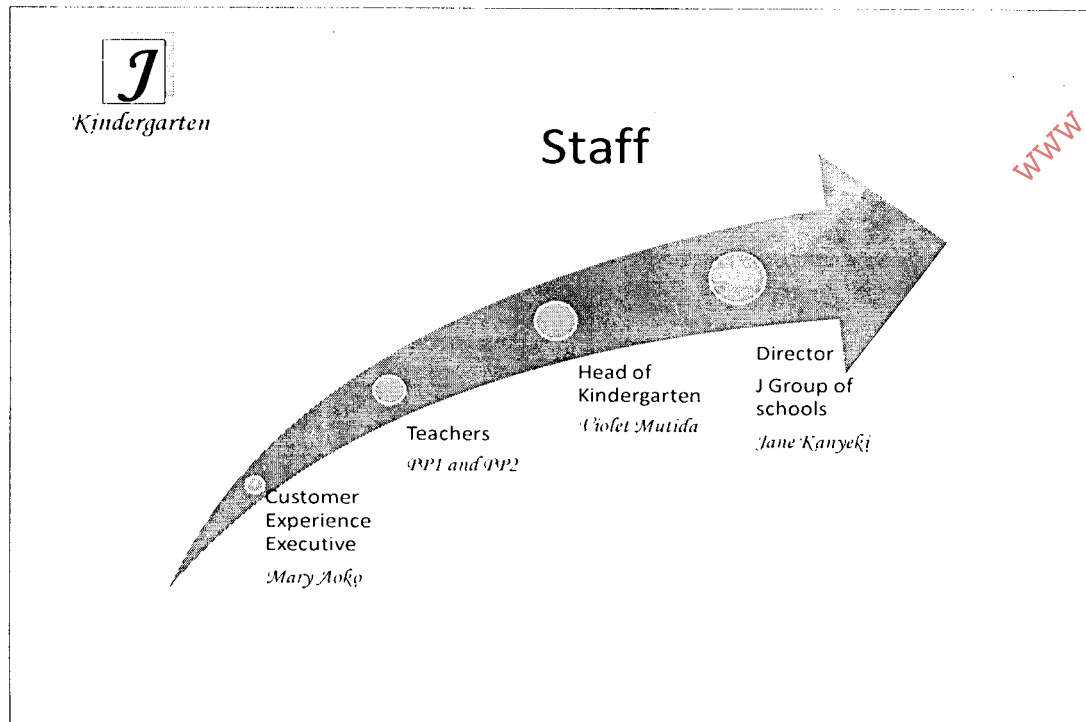 J
Kindergarten
Staff
www
Director
J Group of
schools
Jane Kanyeki
Head of
Kindergarten
Violet Mutida
Teachers
PP1 and PP2
Customer
Experience
Executive
Mary Aoko